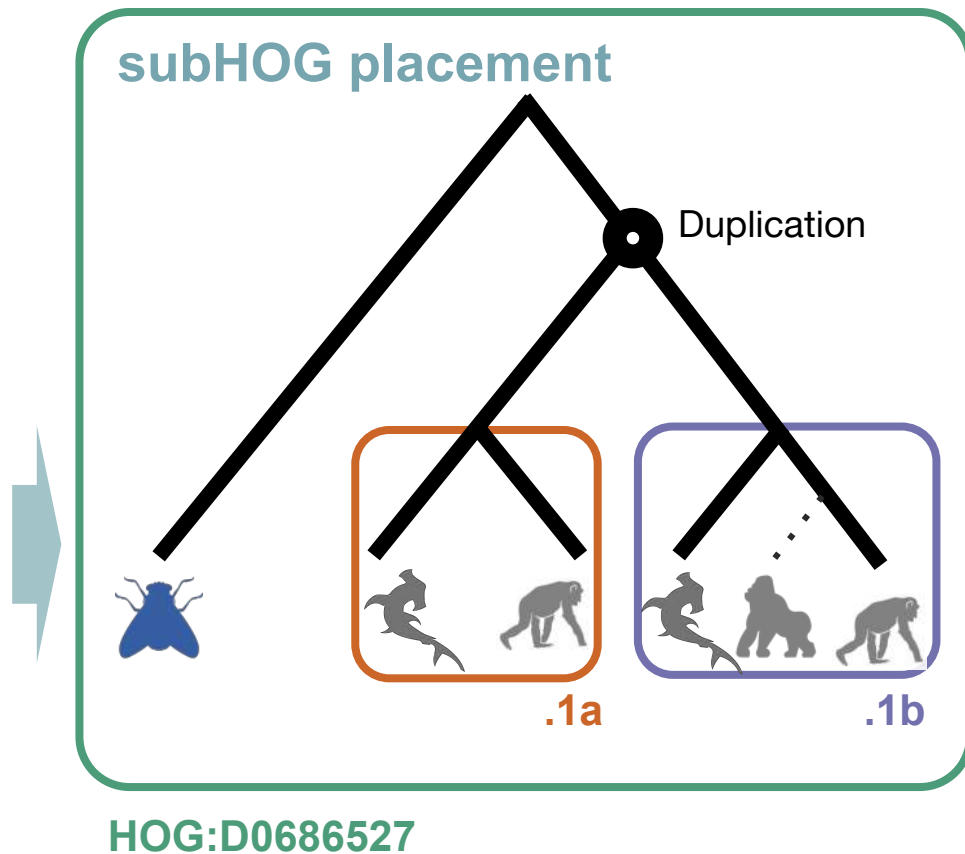 subHOG placement
Duplication
.1a
.1b
HOG:D0686527